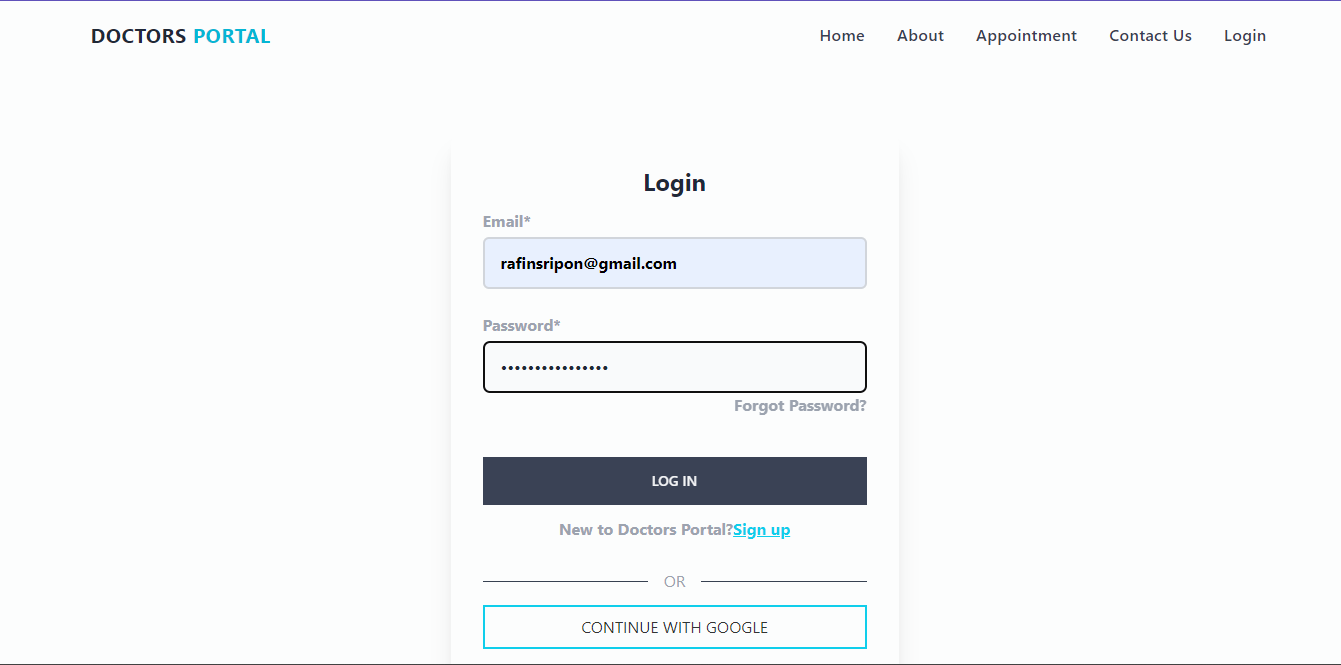 DOCTORS PORTAL
Home About Appointment Contact Us Login
Login
Email*
rafinsripon@gmail.com
Password*
••••••••••••••••
Forgot Password?
LOG IN
New to Doctors Portal?Sign up
OR
CONTINUE WITH GOOGLE